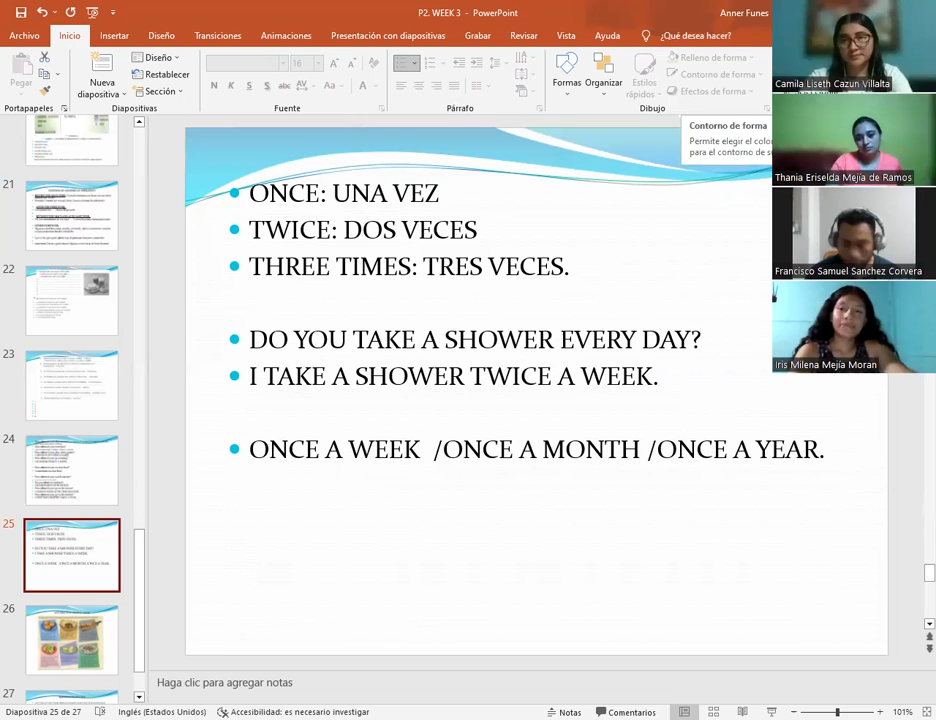 P2. WEEK 3 - PowerPoint
Anner Funes
Archivo Inicio Insertar Diseño Transiciones Animaciones Presentación con diapositivas Grabar Revisar Vista Ayuda ¿Qué desea hacer?
Pegar
Nueva diapositiva
Diseño
Restablecer
Sección
16
N K S abc AV Aa A
Formas
Organizar
Estilos rápidos
Relleno de forma
Contorno de forma
Efectos de forma
Portapapeles Diapositivas Fuente Párrafo Dibujo
Contorno de forma
Permite elegir el
para el contorno de
Camila Liseth Cazun Villalta
Thania Eriselda Mejía de Ramos
Francisco Samuel Sanchez Corvera
Iris Milena Mejía Moran
21
22
23
24
25
26
27
ONCE: UNA VEZ
TWICE: DOS VECES
THREE TIMES: TRES VECES.
DO YOU TAKE A SHOWER EVERY DAY?
I TAKE A SHOWER TWICE A WEEK.
ONCE A WEEK /ONCE A MONTH /ONCE A YEAR.
Haga clic para agregar notas
Diapositiva 25 de 27 Inglés (Estados Unidos) Accesibilidad: es necesario investigar Notas Comentarios 101%